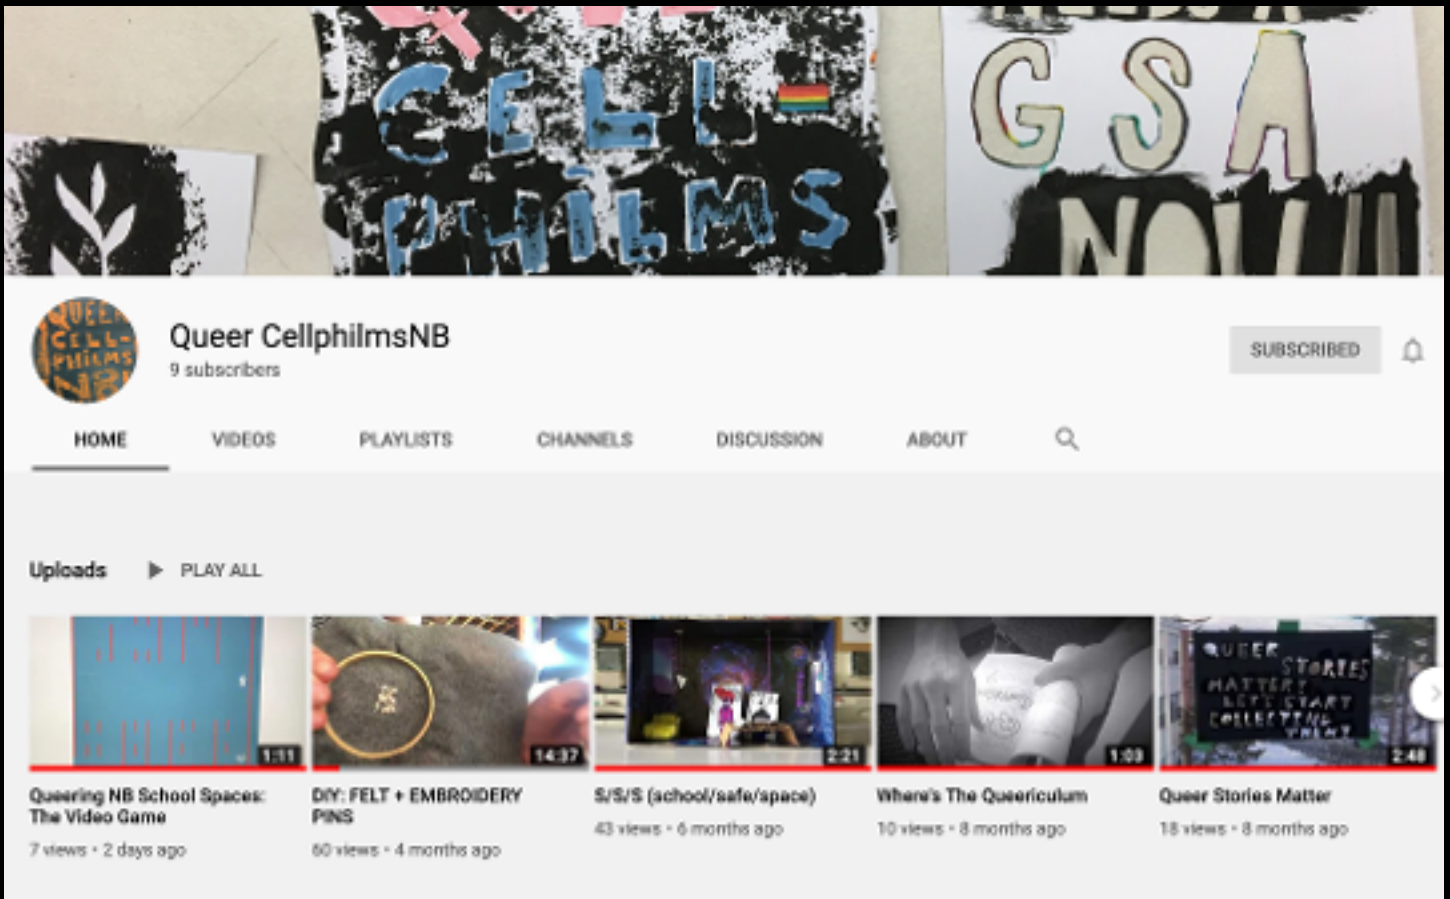 CELL-
PHiLMS
GSA
NOW
QUEER
CELL-
PHiLMS
NB!
Queer CellphilmsNB
9 subscribers
SUBSCRIBED
HOME VIDEOS PLAYLISTS CHANNELS DISCUSSION ABOUT
Uploads PLAY ALL
1:11
14:37
2:21
1:03
QUEER
STORIES
MATTER!
LET'S START
COLLECTING
THEM!
2:48
Queering NB School Spaces:
The Video Game
7 views • 2 days ago
DIY: FELT + EMBROIDERY
PINS
60 views • 4 months ago
S/S/S (school/safe/space)
43 views • 6 months ago
Where's The Queericulum
10 views • 8 months ago
Queer Stories Matter
18 views • 8 months ago